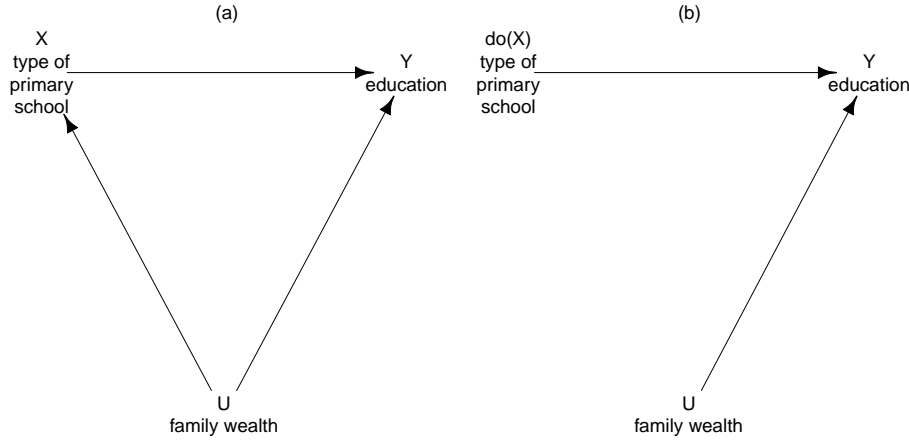 (a)
X
type of
primary
school
Y
education
U
family wealth
(b)
do(X)
type of
primary
school
Y
education
U
family wealth